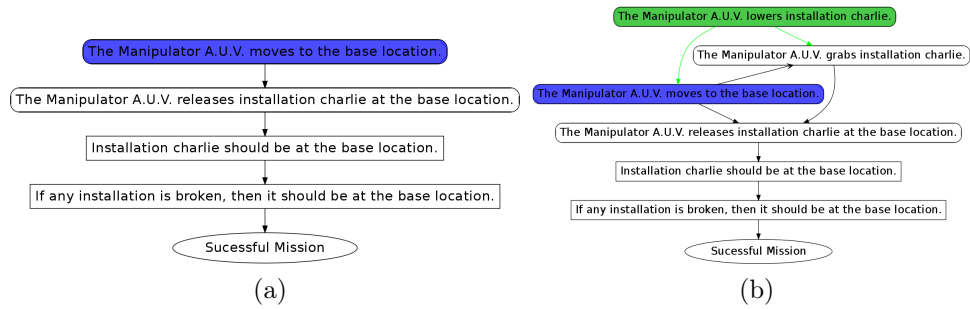 The Manipulator A.U.V. moves to the base location.
The Manipulator A.U.V. releases installation charlie at the base location.
Installation charlie should be at the base location.
If any installation is broken, then it should be at the base location.
Sucessful Mission
(a)
The Manipulator A.U.V. lowers installation charlie.
The Manipulator A.U.V. grabs installation charlie.
The Manipulator A.U.V. moves to the base location.
The Manipulator A.U.V. releases installation charlie at the base location.
Installation charlie should be at the base location.
If any installation is broken, then it should be at the base location.
Sucessful Mission
(b)